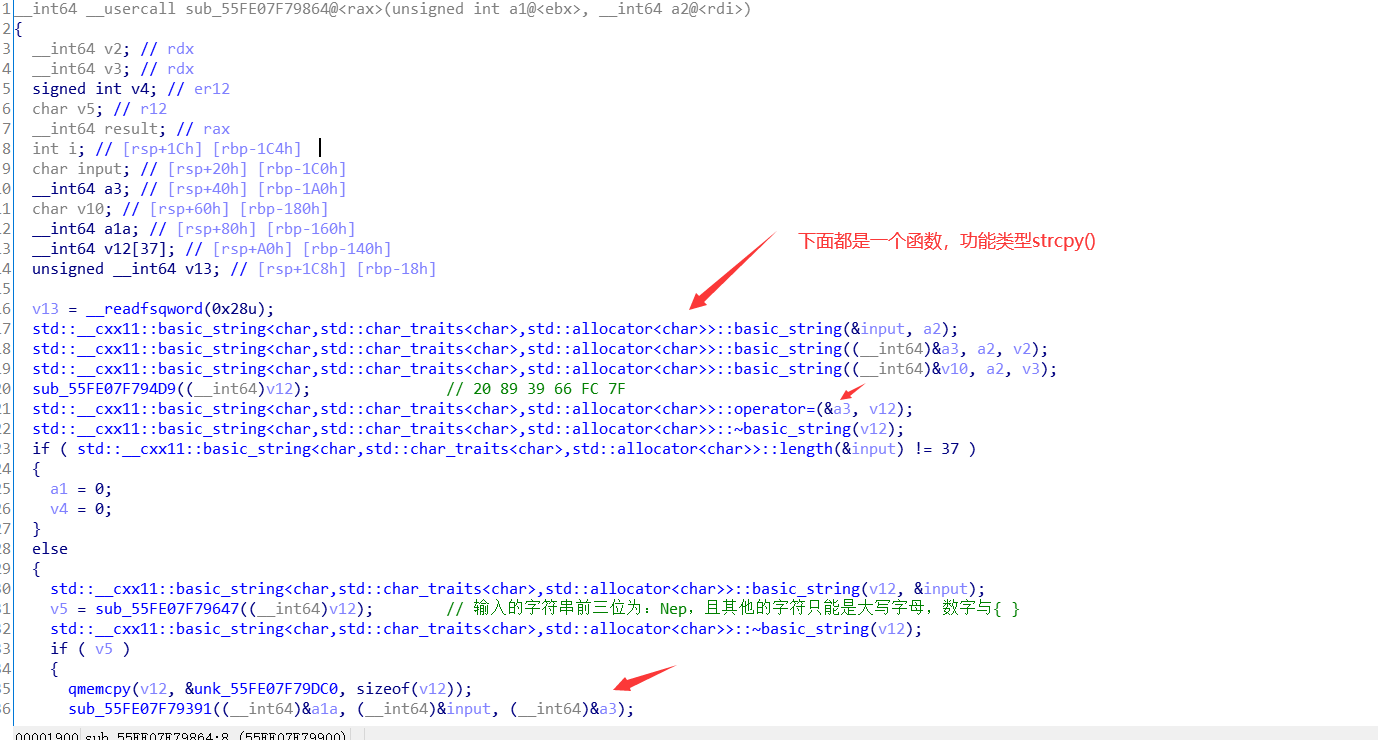 1 __int64 __usercall sub_55FE07F79864@<rax>(unsigned int a1@<ebx>, __int64 a2@<rdi>)
2 {
3 __int64 v2; // rdx
4 __int64 v3; // rdx
5 signed int v4; // er12
6 char v5; // r12
7 __int64 result; // rax
8 int i; // [rsp+1Ch] [rbp-1C4h]
9 char input; // [rsp+20h] [rbp-1C0h]
0 __int64 a3; // [rsp+40h] [rbp-1A0h]
1 char v10; // [rsp+60h] [rbp-180h]
2 __int64 a1a; // [rsp+80h] [rbp-160h]
3 __int64 v12[37]; // [rsp+A0h] [rbp-140h]
4 unsigned __int64 v13; // [rsp+1C8h] [rbp-18h]
下面都是一个函数，功能类型strcpy()
5
6 v13 = __readfsqword(0x28u);
7 std::__cxx11::basic_string<char,std::char_traits<char>,std::allocator<char>>::basic_string(&input, a2);
8 std::__cxx11::basic_string<char,std::char_traits<char>,std::allocator<char>>::basic_string((__int64)&a3, a2, v2);
9 std::__cxx11::basic_string<char,std::char_traits<char>,std::allocator<char>>::basic_string((__int64)&v10, a2, v3);
0 sub_55FE07F794D9((__int64)v12); // 20 89 39 66 FC 7F
1 std::__cxx11::basic_string<char,std::char_traits<char>,std::allocator<char>>::operator=(&a3, v12);
2 std::__cxx11::basic_string<char,std::char_traits<char>,std::allocator<char>>::~basic_string(v12);
3 if ( std::__cxx11::basic_string<char,std::char_traits<char>,std::allocator<char>>::length(&input) != 37 )
4 {
5 a1 = 0;
6 v4 = 0;
7 }
8 else
9 {
0 std::__cxx11::basic_string<char,std::char_traits<char>,std::allocator<char>>::basic_string(v12, &input);
1 v5 = sub_55FE07F79647((__int64)v12); // 输入的字符串前三位为：Nep，且其他的字符只能是大写字母，数字与{ }
2 std::__cxx11::basic_string<char,std::char_traits<char>,std::allocator<char>>::~basic_string(v12);
3 if ( v5 )
4 {
5 qmemcpy(v12, &unk_55FE07F79DC0, sizeof(v12));
6 sub_55FE07F79391((__int64)&a1a, (__int64)&input, (__int64)&a3);
00001900 sub_55FE07F79864:8 (55FE07F79900)